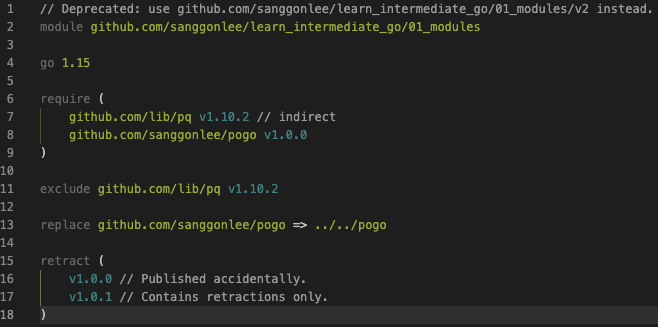 1 // Deprecated: use github.com/sanggonlee/learn_intermediate_go/01_modules/v2 instead.
2 module github.com/sanggonlee/learn_intermediate_go/01_modules
3
4 go 1.15
5
6 require (
7     github.com/lib/pq v1.10.2 // indirect
8     github.com/sanggonlee/pogo v1.0.0
9 )
10
11 exclude github.com/lib/pq v1.10.2
12
13 replace github.com/sanggonlee/pogo => ../../pogo
14
15 retract (
16     v1.0.0 // Published accidentally.
17     v1.0.1 // Contains retractions only.
18 )